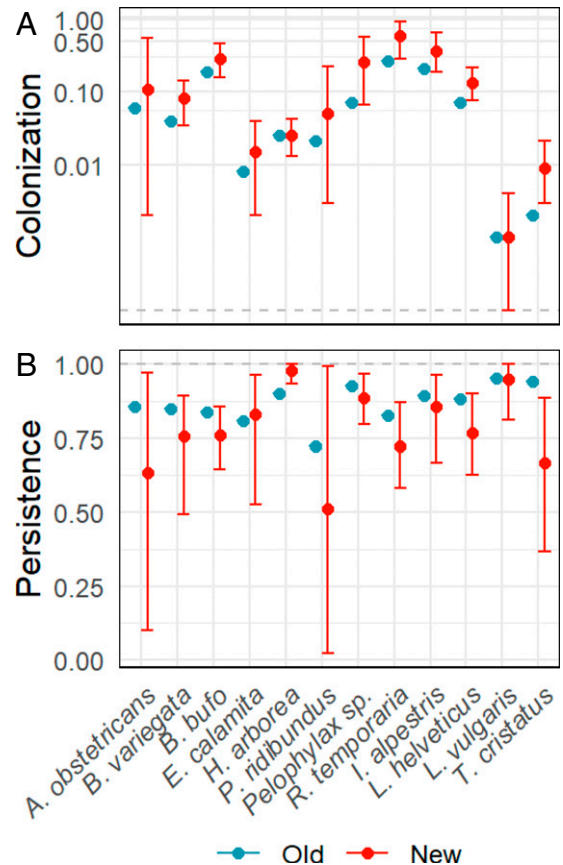 A
Colonization
1.00
0.50
0.10
0.01
B
Persistence
1.00
0.75
0.50
0.25
0.00
A. obstetricans
B. variegata
B. bufo
E. calamita
H. arborea
P. ridibundus
Pelophylax sp.
R. temporaria
I. alpestris
L. helveticus
L. vulgaris
T. cristatus
Old New